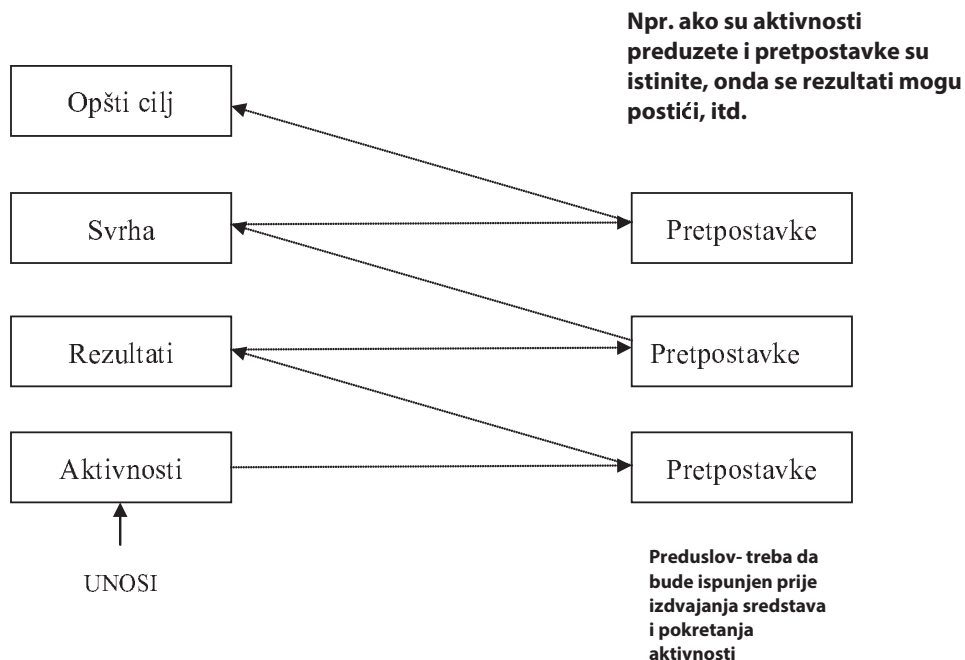 Npr. ako su aktivnosti
preduzete i pretpostavke su
istinite, onda se rezultati mogu
postići, itd.
Opšti cilj
Svrha
Pretpostavke
Rezultati
Pretpostavke
Aktivnosti
Pretpostavke
UNOSI
Preduslov- treba da
bude ispunjen prije
izdvajanja sredstava
i pokretanja
aktivnosti